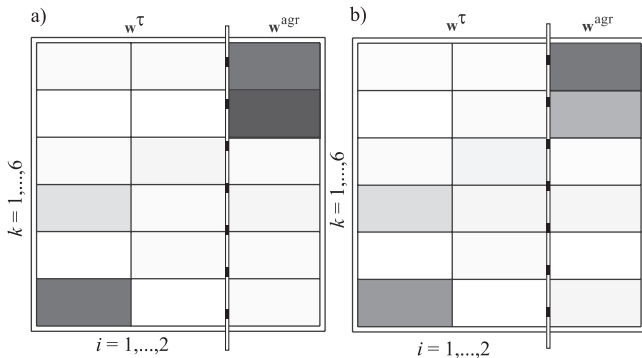 a)
w^τ
w^agr
k = 1,...,6
i = 1,...,2
b)
w^τ
w^agr
k = 1,...,6
i = 1,...,2